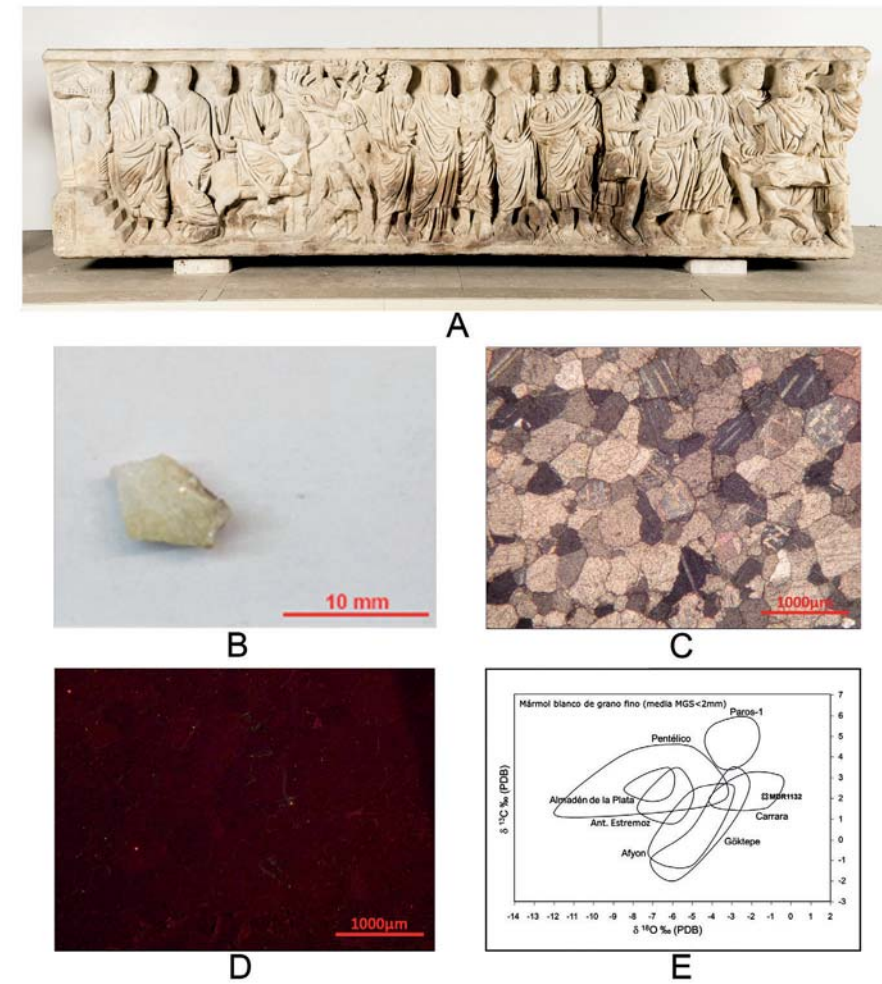 A
10 mm
B
1000µm
C
1000µm
D
Mármol blanco de grano fino (media MGS<2mm)
Paros-1
Pentélico
Almadén de la Plata
MDR1132
Ant. Estremoz
Carrara
Afyon
Göktepe
δ ¹³C ‰ (PDB)
7
6
5
4
3
2
1
0
-1
-2
-3
-14 -13 -12 -11 -10 -9 -8 -7 -6 -5 -4 -3 -2 -1 0 1 2
δ ¹⁸O ‰ (PDB)
E